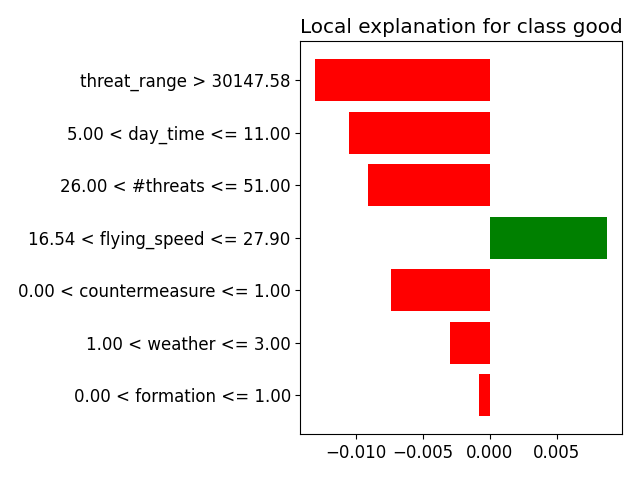 Local explanation for class good
threat_range > 30147.58
5.00 < day_time <= 11.00
26.00 < #threats <= 51.00
16.54 < flying_speed <= 27.90
0.00 < countermeasure <= 1.00
1.00 < weather <= 3.00
0.00 < formation <= 1.00
−0.010 −0.005 0.000 0.005